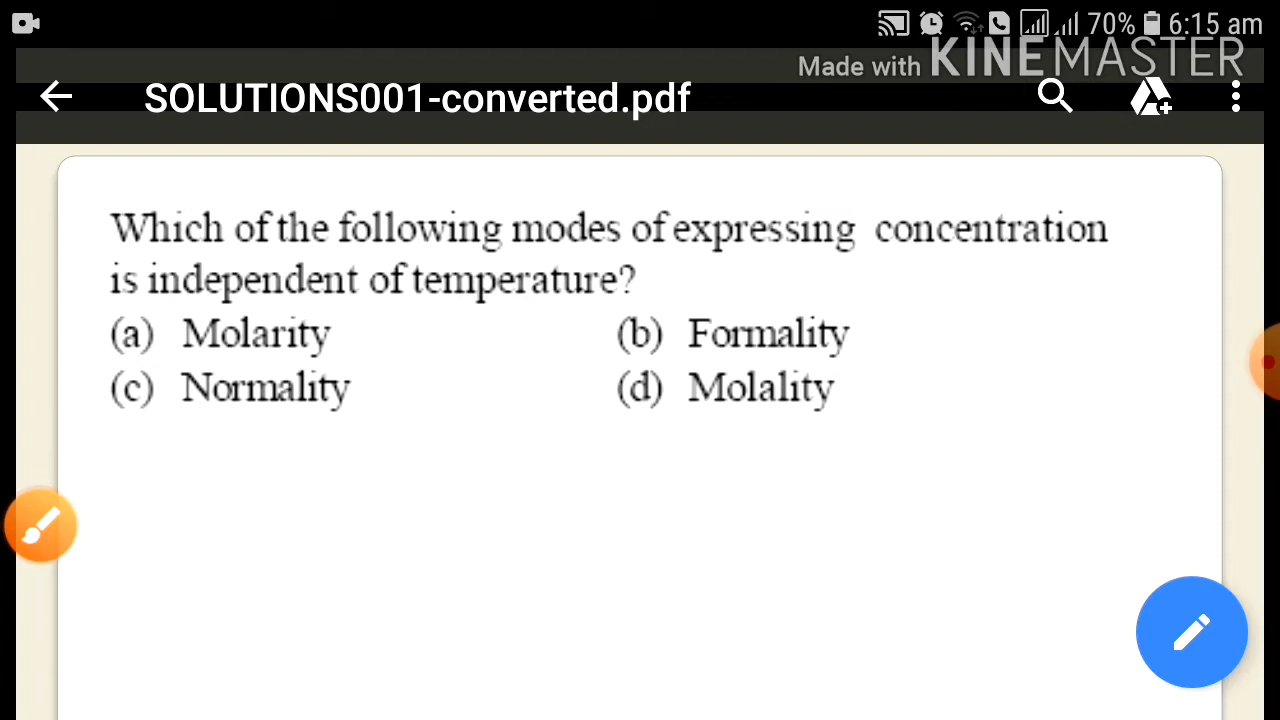 70% 6:15 am
Made with KINEMASTER
SOLUTIONS001-converted.pdf
Which of the following modes of expressing concentration
is independent of temperature?
(a) Molarity (b) Formality
(c) Normality (d) Molality